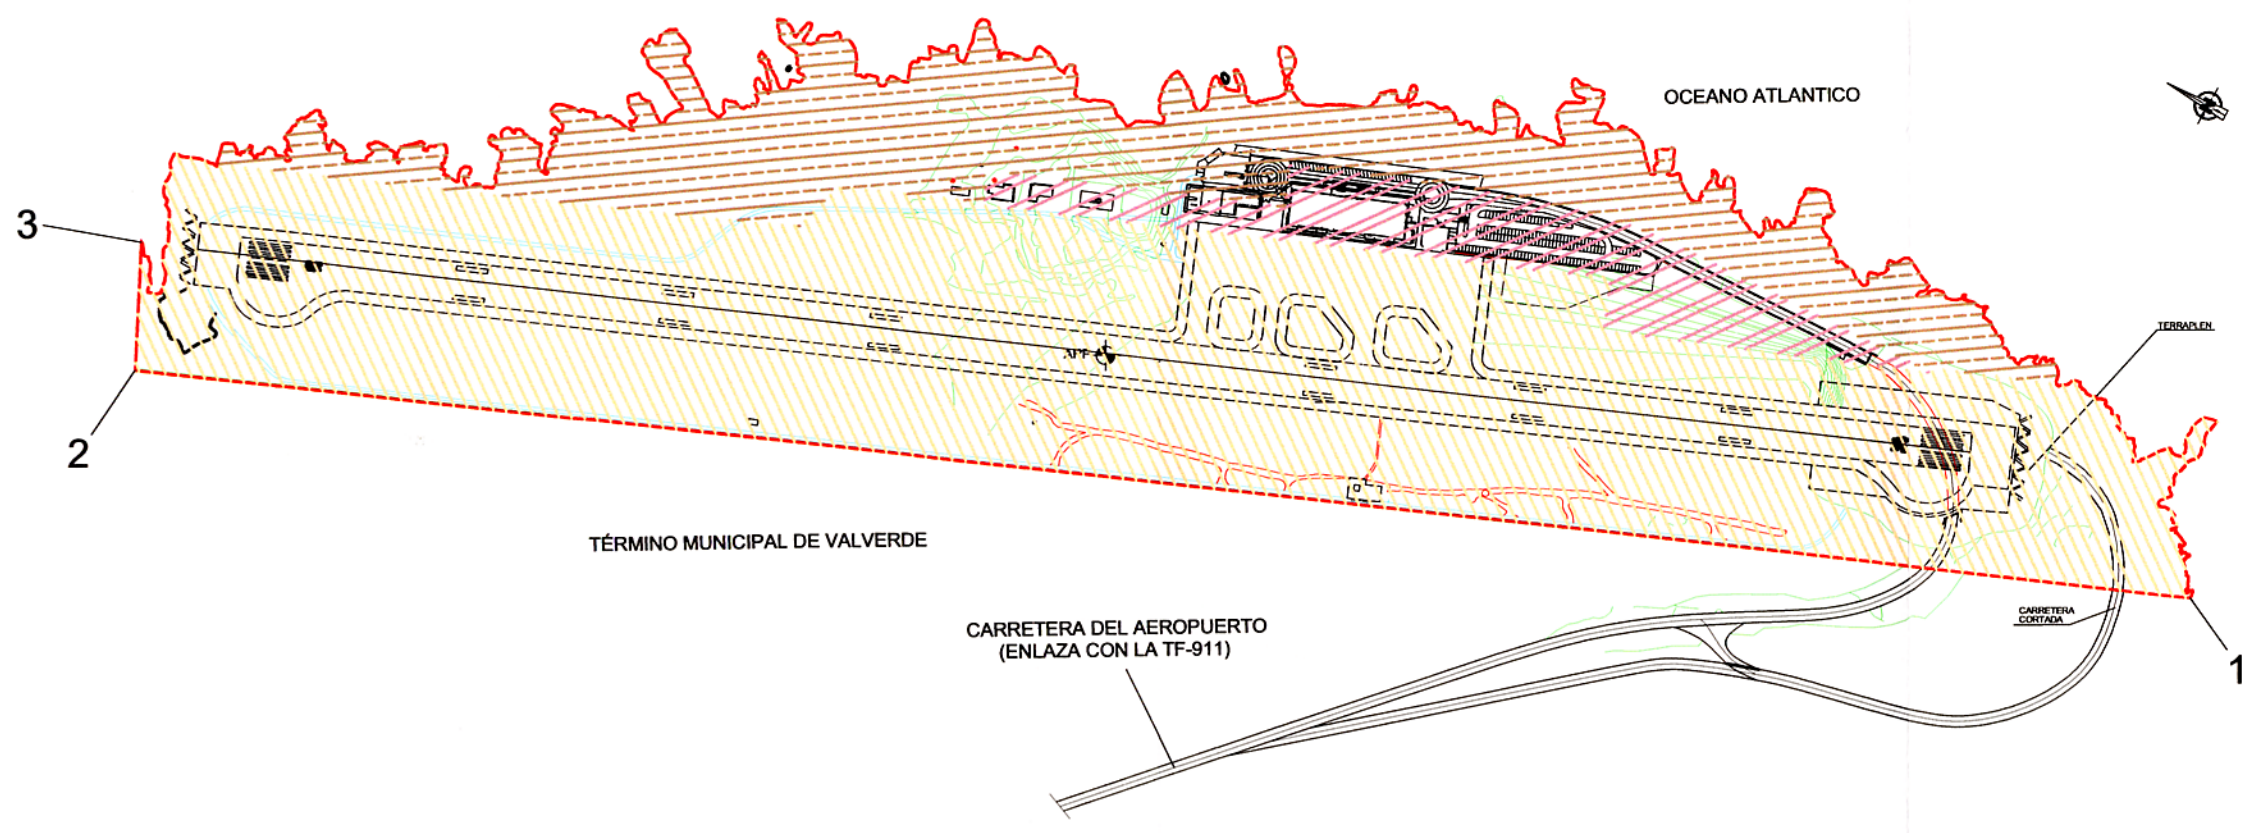 OCEANO ATLANTICO
3
TERRAPLEN
2
TÉRMINO MUNICIPAL DE VALVERDE
CARRETERA
CORTADA
CARRETERA DEL AEROPUERTO
(ENLAZA CON LA TF-911)
1